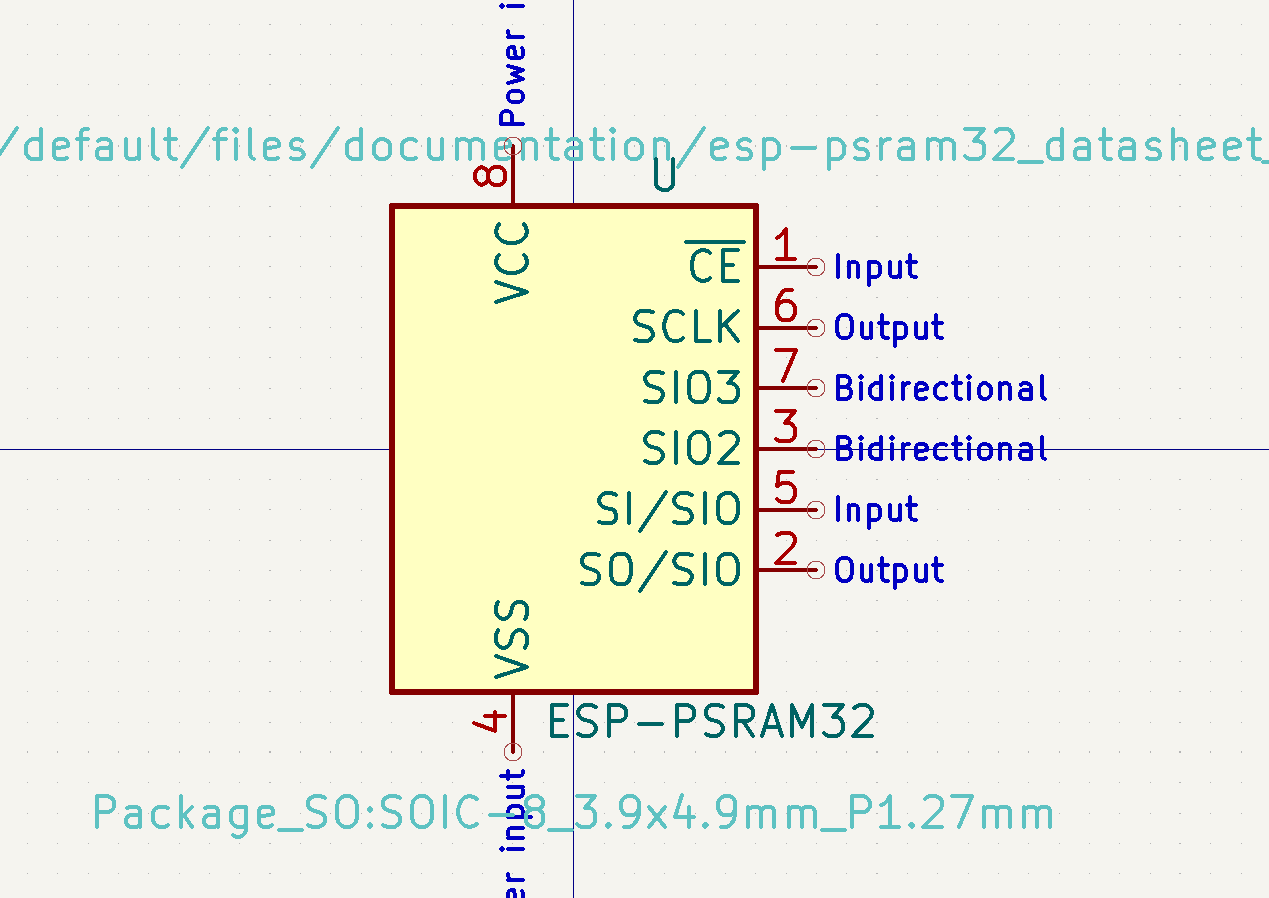 Power i
/default/files/documentation/esp-psram32_datasheet_
8
U
VCC
CE 1 Input
SCLK 6 Output
SIO3 7 Bidirectional
SIO2 3 Bidirectional
SI/SIO 5 Input
SO/SIO 2 Output
VSS
4
ESP-PSRAM32
Package_SO:SOIC-8_3.9x4.9mm_P1.27mm
er input